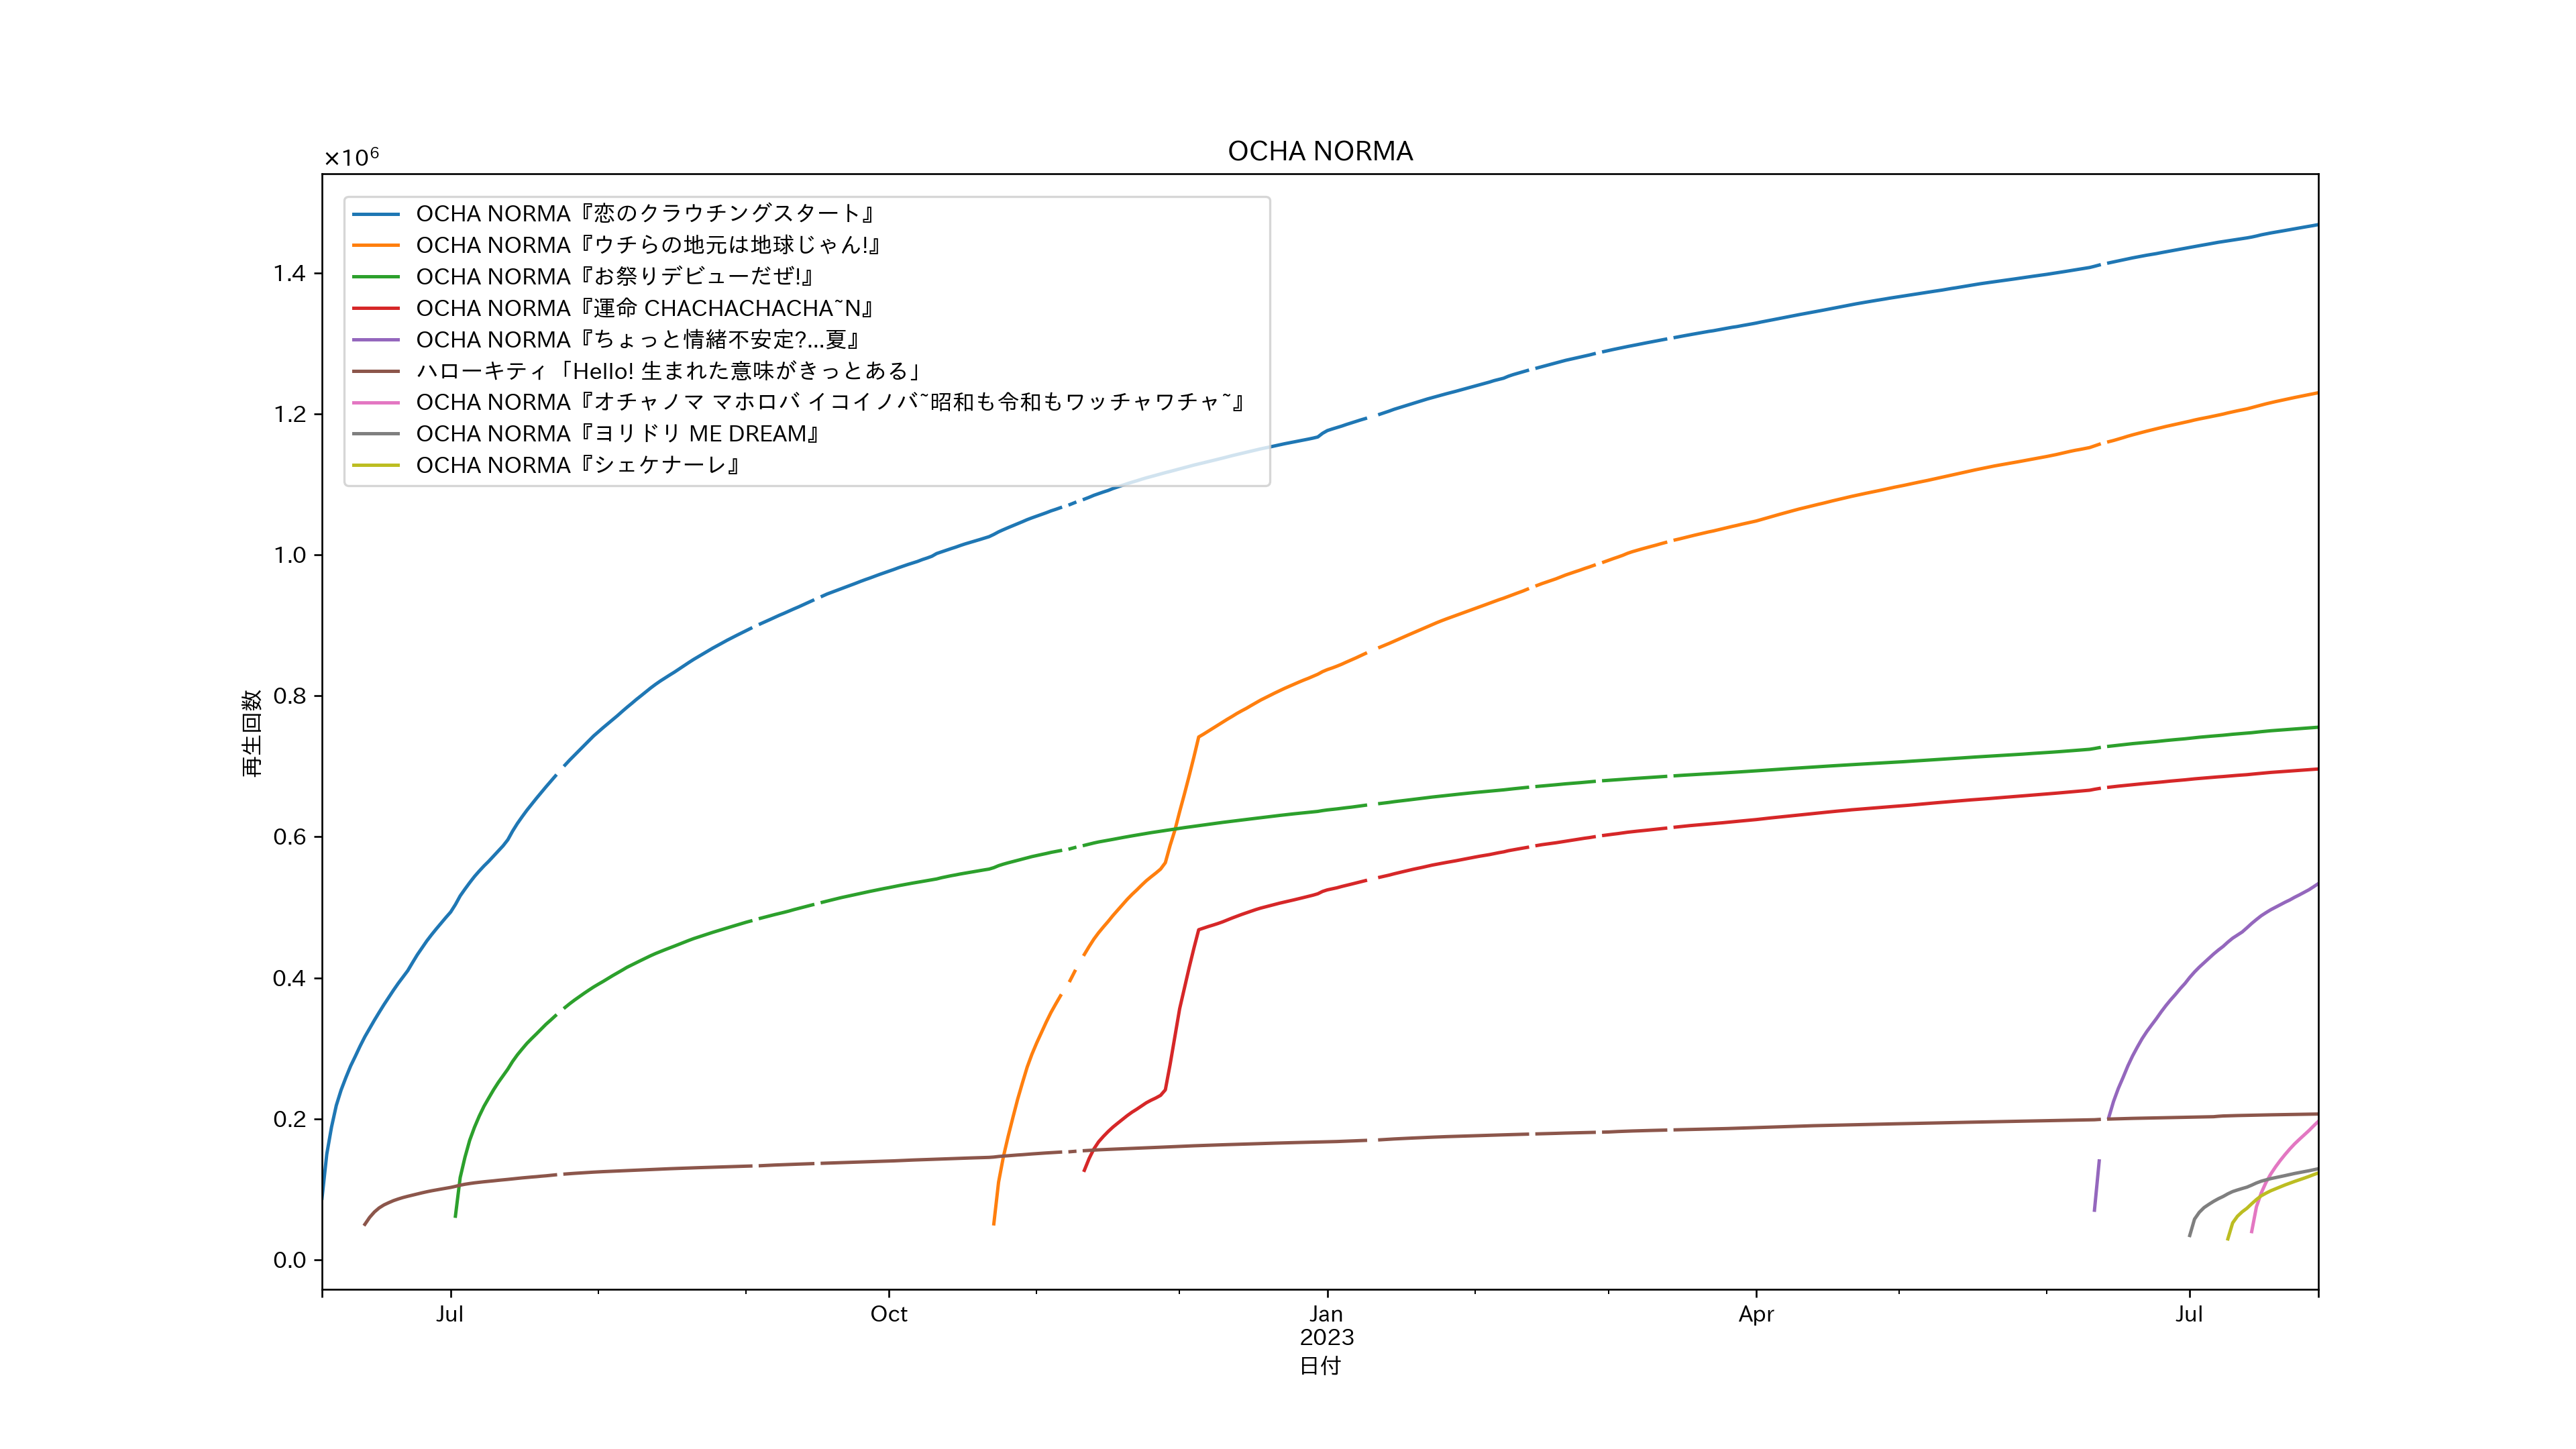 OCHA NORMA
×10⁶
OCHA NORMA『恋のクラウチングスタート』
OCHA NORMA『ウチらの地元は地球じゃん!』
OCHA NORMA『お祭りデビューだぜ!』
OCHA NORMA『運命 CHACHACHACHA~N』
OCHA NORMA『ちょっと情緒不安定?...夏』
ハローキティ「Hello! 生まれた意味がきっとある」
OCHA NORMA『オチャノマ マホロバ イコイノバ~昭和も令和もワッチャワチャ~』
OCHA NORMA『ヨリドリ ME DREAM』
OCHA NORMA『シェケナーレ』
1.4
1.2
1.0
0.8
0.6
0.4
0.2
0.0
再生回数
Jul
Oct
Jan
Apr
Jul
2023
日付